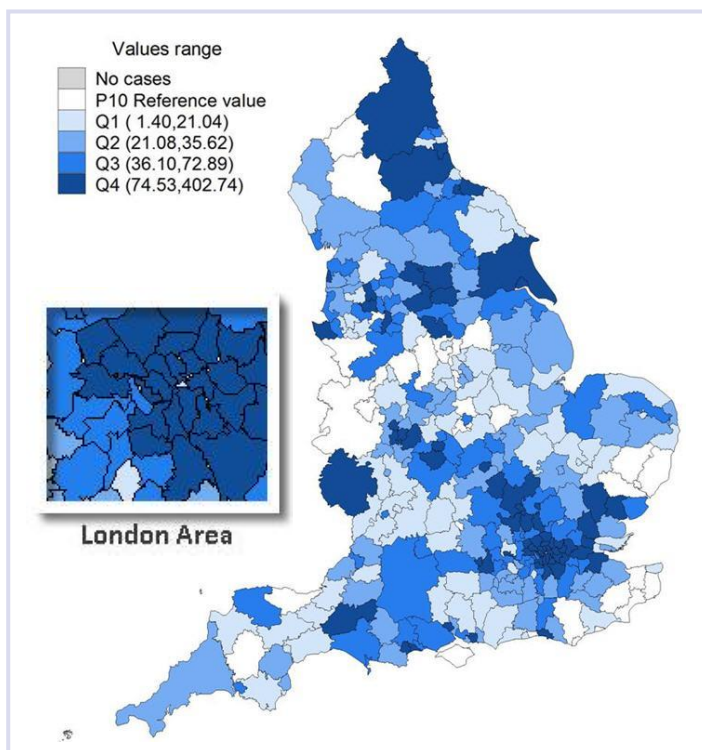 Values range
No cases
P10 Reference value
Q1 ( 1.40,21.04)
Q2 (21.08,35.62)
Q3 (36.10,72.89)
Q4 (74.53,402.74)
London Area